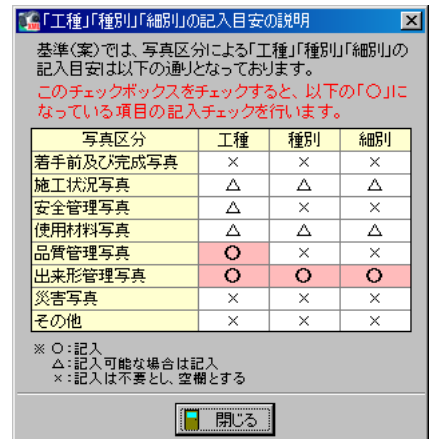 「工種」「種別」「細別」の記入目安の説明
基準(案)では、写真区分による「工種」「種別」「細別」の
記入目安は以下の通りとなっております。
このチェックボックスをチェックすると、以下の「○」に
なっている項目の記入チェックを行います。
写真区分 工種 種別 細別
着手前及び完成写真 × × ×
施工状況写真 △ △ △
安全管理写真 △ × ×
使用材料写真 △ △ △
品質管理写真 ○ × ×
出来形管理写真 ○ ○ ○
災害写真 × × ×
その他 × × ×
※ ○:記入
△:記入可能な場合は記入
×:記入は不要とし、空欄とする
閉じる